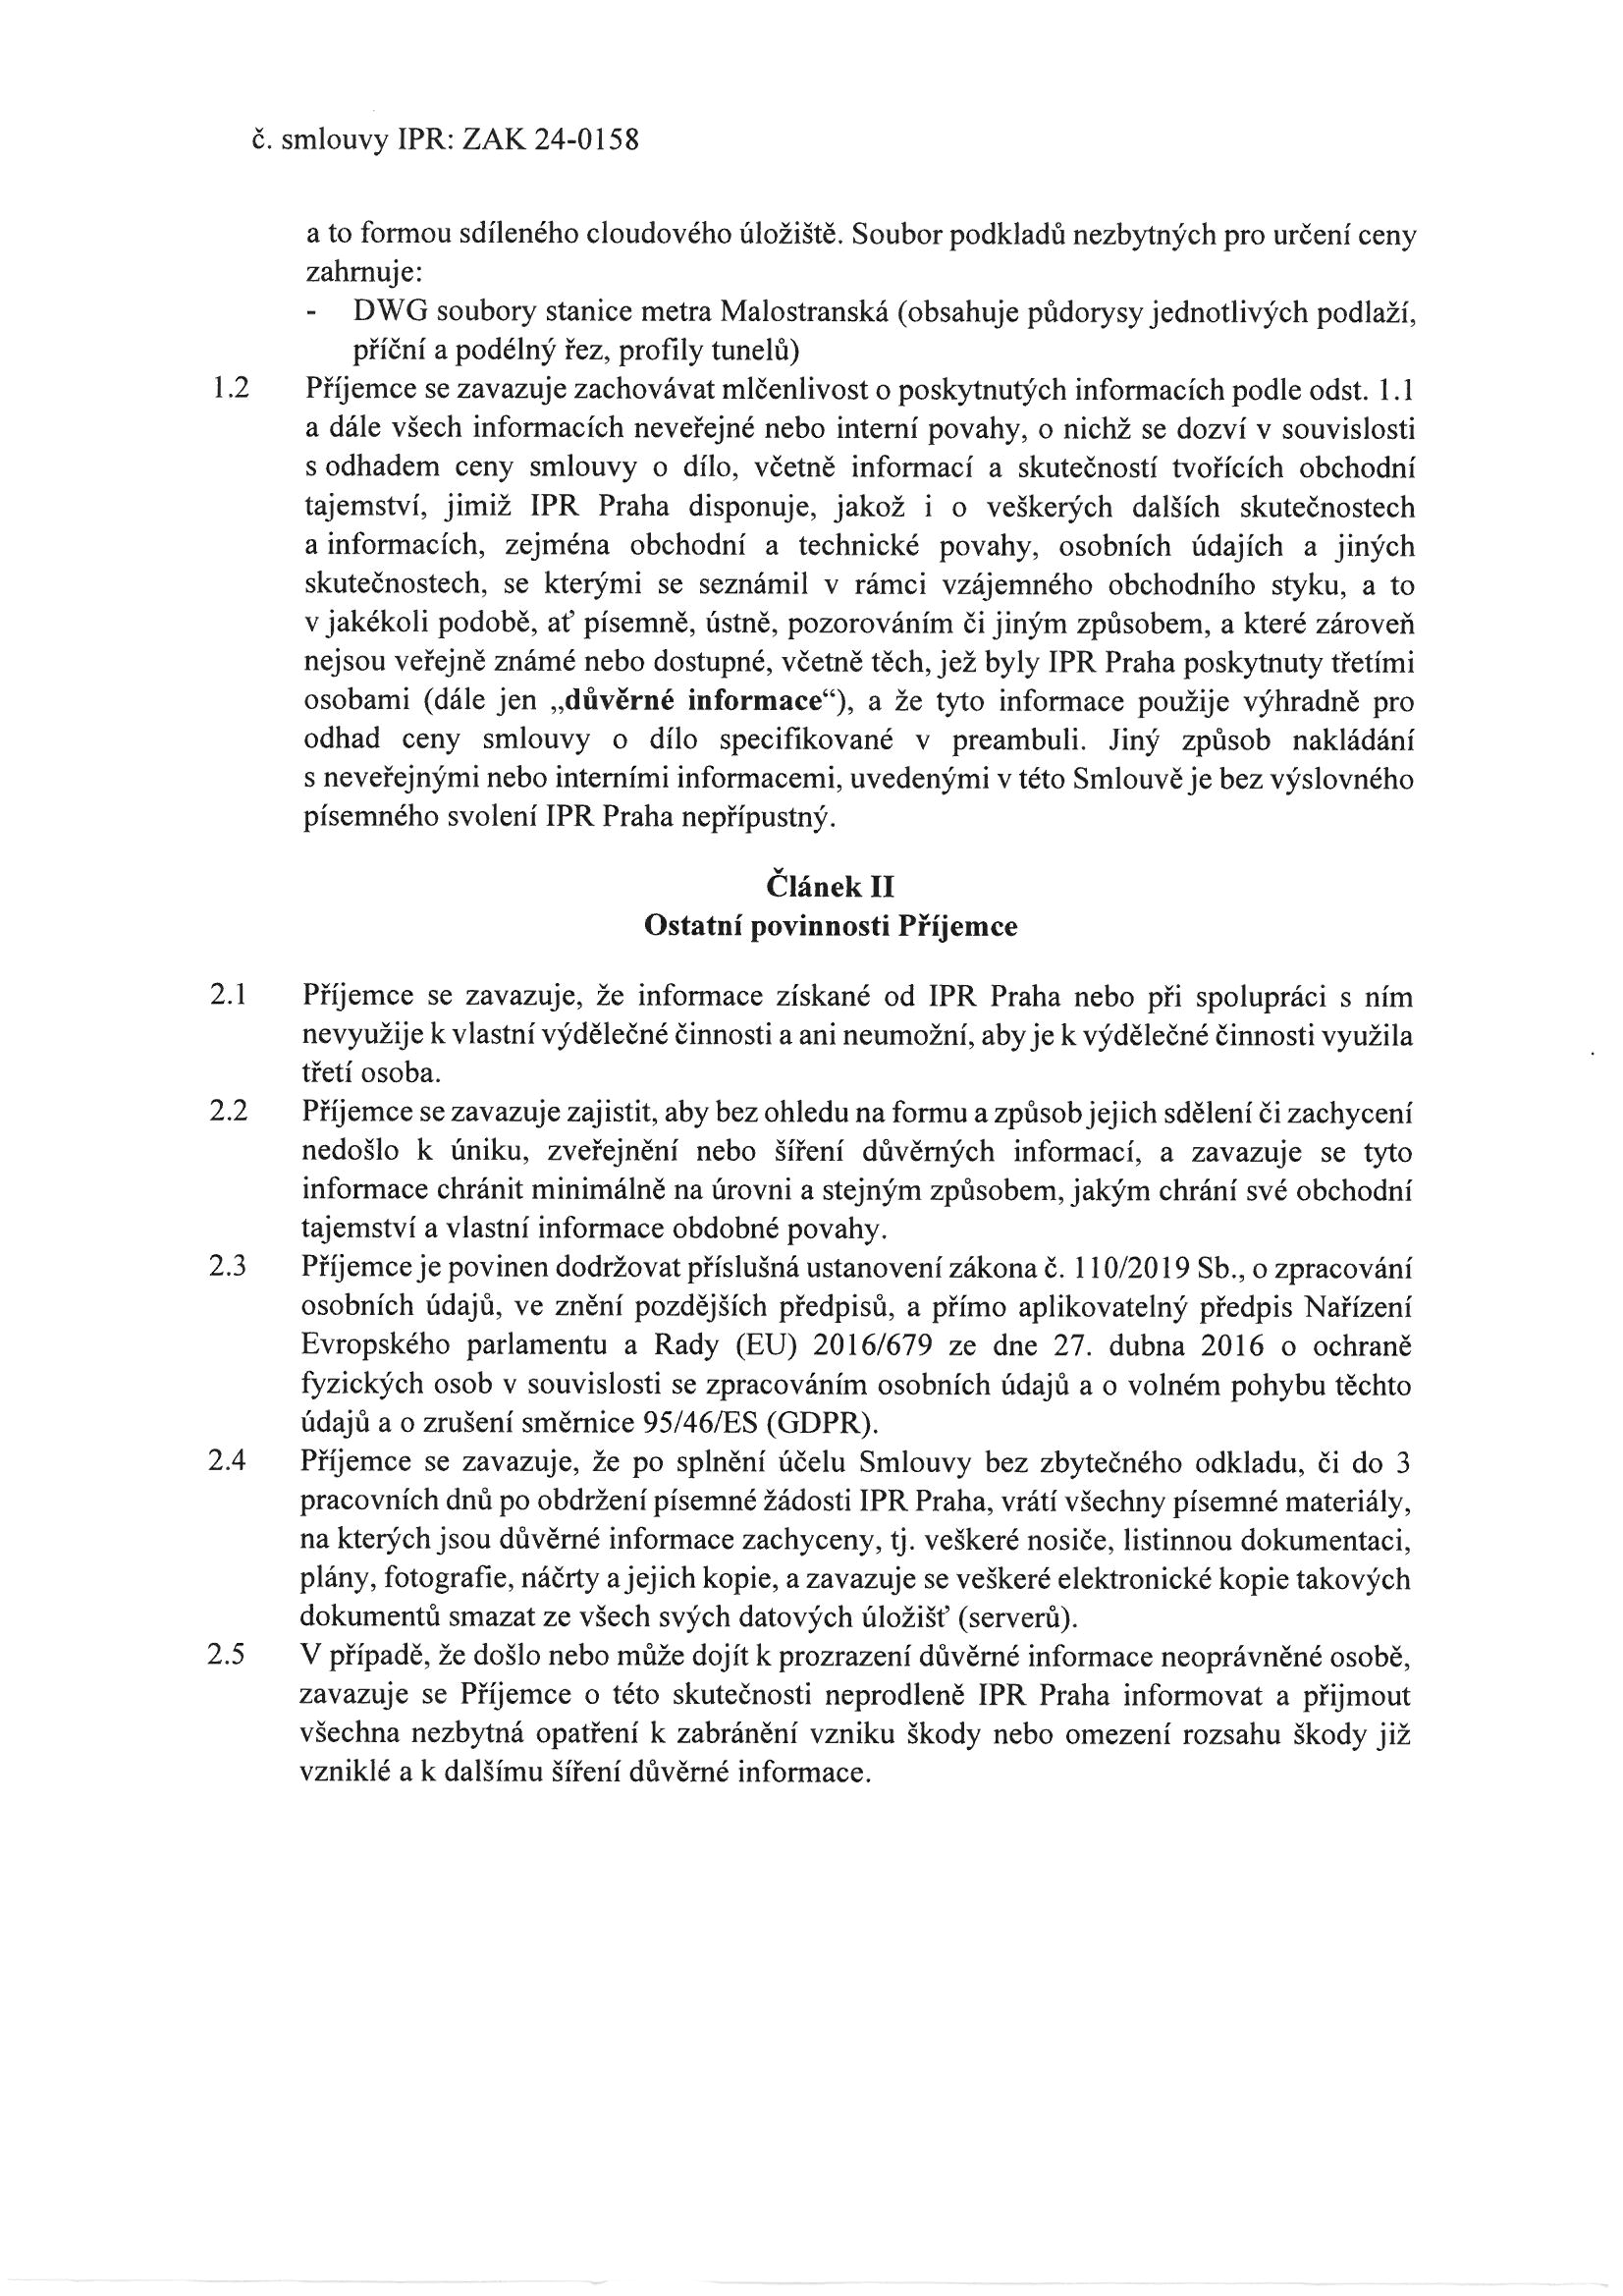 č. smlouvy IPR: ZAK 24-0158
a to formou sdíleného cloudového úložiště. Soubor podkladů nezbytných pro určení ceny
zahrnuje:
- DWG soubory stanice metra Malostranská (obsahuje půdorysy jednotlivých podlaží,
příční a podélný řez, profily tunelů)
1.2 Příjemce se zavazuje zachovávat mlčenlivost o poskytnutých informacích podle odst. 1.1
a dále všech informacích neveřejné nebo interní povahy, o nichž se dozví v souvislosti
s odhadem ceny smlouvy o dílo, včetně informací a skutečností tvořících obchodní
tajemství, jimiž IPR Praha disponuje, jakož i o veškerých dalších skutečnostech
a informacích, zejména obchodní a technické povahy, osobních údajích a jiných
skutečnostech, se kterými se seznámil v rámci vzájemného obchodního styku, a to
v jakékoli podobě, ať písemně, ústně, pozorováním či jiným způsobem, a které zároveň
nejsou veřejně známé nebo dostupné, včetně těch, jež byly IPR Praha poskytnuty třetími
osobami (dále jen „důvěrné informace“), a že tyto informace použije výhradně pro
odhad ceny smlouvy o dílo specifikované v preambuli. Jiný způsob nakládání
s neveřejnými nebo interními informacemi, uvedenými v této Smlouvě je bez výslovného
písemného svolení IPR Praha nepřípustný.
Článek II
Ostatní povinnosti Příjemce
2.1 Příjemce se zavazuje, že informace získané od IPR Praha nebo při spolupráci s ním
nevyužije k vlastní výdělečné činnosti a ani neumožní, aby je k výdělečné činnosti využila
třetí osoba.
2.2 Příjemce se zavazuje zajistit, aby bez ohledu na formu a způsob jejich sdělení či zachycení
nedošlo k úniku, zveřejnění nebo šíření důvěrných informací, a zavazuje se tyto
informace chránit minimálně na úrovni a stejným způsobem, jakým chrání své obchodní
tajemství a vlastní informace obdobné povahy.
2.3 Příjemce je povinen dodržovat příslušná ustanovení zákona č. 110/2019 Sb., o zpracování
osobních údajů, ve znění pozdějších předpisů, a přímo aplikovatelný předpis Nařízení
Evropského parlamentu a Rady (EU) 2016/679 ze dne 27. dubna 2016 o ochraně
fyzických osob v souvislosti se zpracováním osobních údajů a o volném pohybu těchto
údajů a o zrušení směrnice 95/46/ES (GDPR).
2.4 Příjemce se zavazuje, že po splnění účelu Smlouvy bez zbytečného odkladu, či do 3
pracovních dnů po obdržení písemné žádosti IPR Praha, vrátí všechny písemné materiály,
na kterých jsou důvěrné informace zachyceny, tj. veškeré nosiče, listinnou dokumentaci,
plány, fotografie, náčrty a jejich kopie, a zavazuje se veškeré elektronické kopie takových
dokumentů smazat ze všech svých datových úložišť (serverů).
2.5 V případě, že došlo nebo může dojít k prozrazení důvěrné informace neoprávněné osobě,
zavazuje se Příjemce o této skutečnosti neprodleně IPR Praha informovat a přijmout
všechna nezbytná opatření k zabránění vzniku škody nebo omezení rozsahu škody již
vzniklé a k dalšímu šíření důvěrné informace.